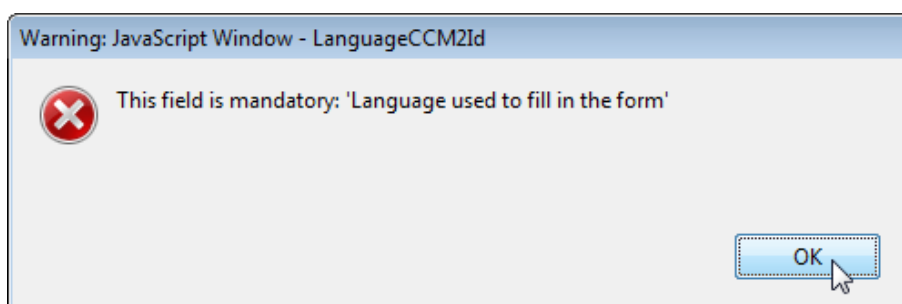 Warning: JavaScript Window - LanguageCCM2Id
This field is mandatory: 'Language used to fill in the form'
OK